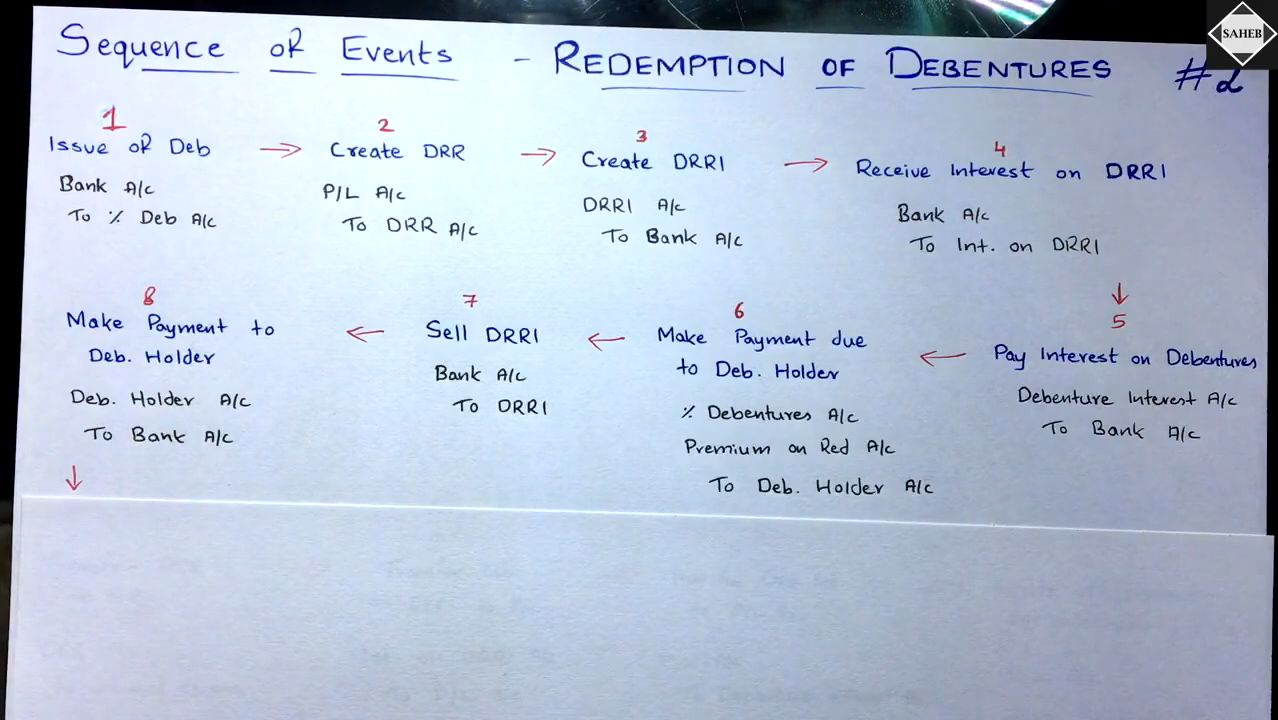 SAHEB
Sequence of Events - REDEMPTION OF DEBENTURES #2
1
Issue of Deb
Bank A/c
To % Deb A/c
2
Create DRR
P/L A/c
To DRR A/c
3
Create DRRI
DRRI A/c
To Bank A/c
4
Receive Interest on DRRI
Bank A/c
To Int. on DRRI
5
Pay Interest on Debentures
Debenture Interest A/c
To Bank A/c
6
Make Payment due
to Deb. Holder
% Debentures A/c
Premium on Red A/c
To Deb. Holder A/c
7
Sell DRRI
Bank A/c
To DRRI
8
Make Payment to
Deb. Holder
Deb. Holder A/c
To Bank A/c